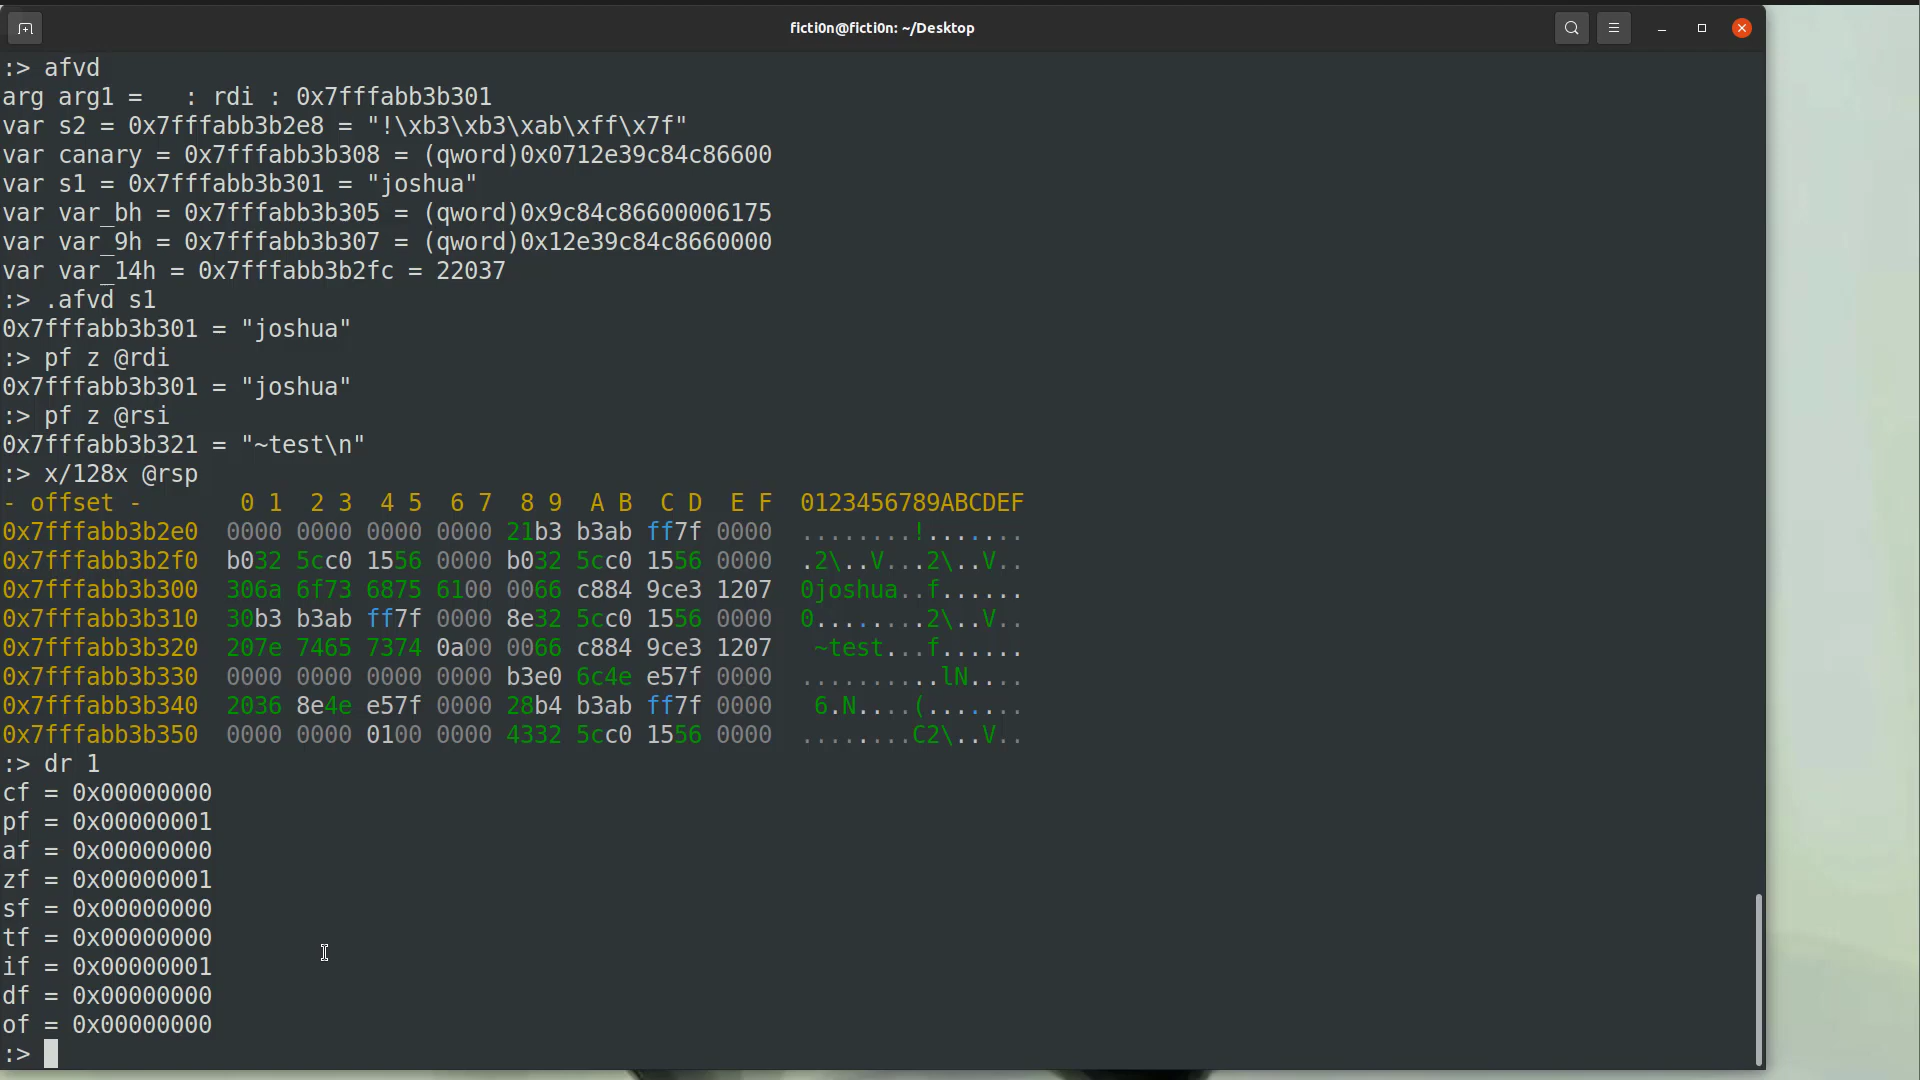 ficti0n@ficti0n: ~/Desktop
:> afvd
arg arg1 =   : rdi : 0x7fffabb3b301
var s2 = 0x7fffabb3b2e8 = "!\xb3\xb3\xab\xff\x7f"
var canary = 0x7fffabb3b308 = (qword)0x0712e39c84c86600
var s1 = 0x7fffabb3b301 = "joshua"
var var_bh = 0x7fffabb3b305 = (qword)0x9c84c86600006175
var var_9h = 0x7fffabb3b307 = (qword)0x12e39c84c8660000
var var_14h = 0x7fffabb3b2fc = 22037
:> .afvd s1
0x7fffabb3b301 = "joshua"
:> pf z @rdi
0x7fffabb3b301 = "joshua"
:> pf z @rsi
0x7fffabb3b321 = "~test\n"
:> x/128x @rsp
- offset -       0 1  2 3  4 5  6 7  8 9  A B  C D  E F  0123456789ABCDEF
0x7fffabb3b2e0  0000 0000 0000 0000 21b3 b3ab ff7f 0000  ........!.......
0x7fffabb3b2f0  b032 5cc0 1556 0000 b032 5cc0 1556 0000  .2\..V...2\..V..
0x7fffabb3b300  306a 6f73 6875 6100 0066 c884 9ce3 1207  0joshua..f......
0x7fffabb3b310  30b3 b3ab ff7f 0000 8e32 5cc0 1556 0000  0........2\..V..
0x7fffabb3b320  207e 7465 7374 0a00 0066 c884 9ce3 1207   ~test...f......
0x7fffabb3b330  0000 0000 0000 0000 b3e0 6c4e e57f 0000  ..........lN....
0x7fffabb3b340  2036 8e4e e57f 0000 28b4 b3ab ff7f 0000   6.N....(.......
0x7fffabb3b350  0000 0000 0100 0000 4332 5cc0 1556 0000  ........C2\..V..
:> dr 1
cf = 0x00000000
pf = 0x00000001
af = 0x00000000
zf = 0x00000001
sf = 0x00000000
tf = 0x00000000
if = 0x00000001
df = 0x00000000
of = 0x00000000
:>